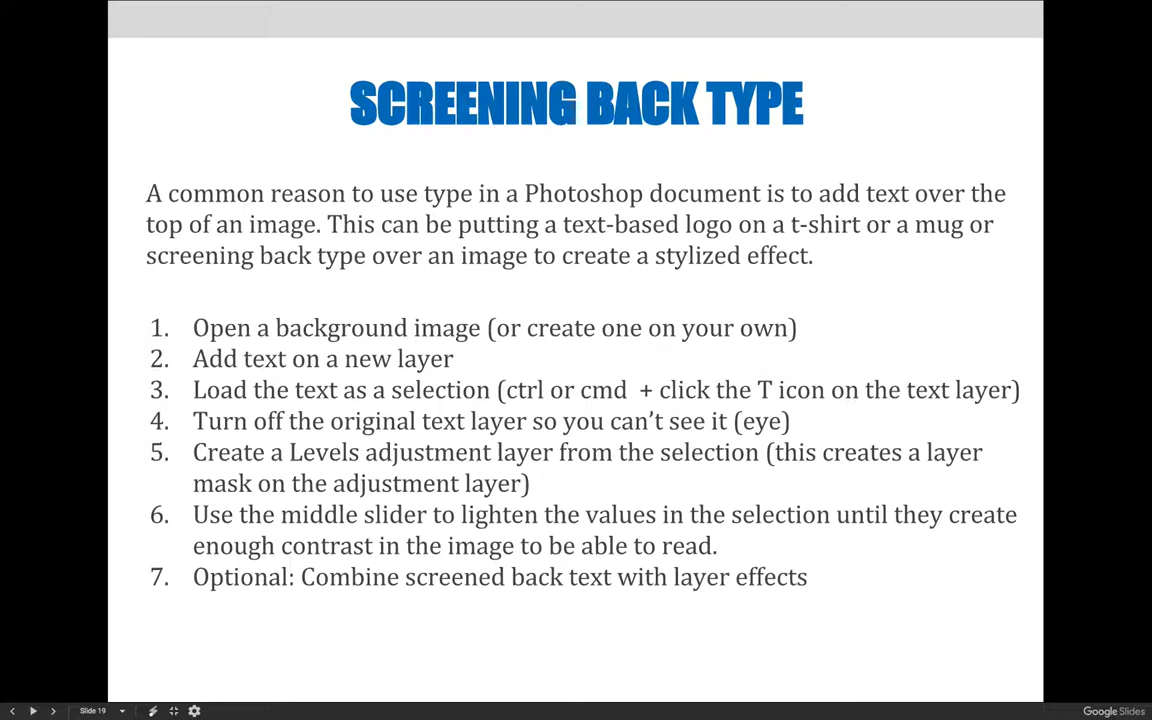 SCREENING BACK TYPE
A common reason to use type in a Photoshop document is to add text over the
top of an image. This can be putting a text-based logo on a t-shirt or a mug or
screening back type over an image to create a stylized effect.
1. Open a background image (or create one on your own)
2. Add text on a new layer
3. Load the text as a selection (ctrl or cmd  + click the T icon on the text layer)
4. Turn off the original text layer so you can’t see it (eye)
5. Create a Levels adjustment layer from the selection (this creates a layer
mask on the adjustment layer)
6. Use the middle slider to lighten the values in the selection until they create
enough contrast in the image to be able to read.
7. Optional: Combine screened back text with layer effects
Slide 19
Google Slides